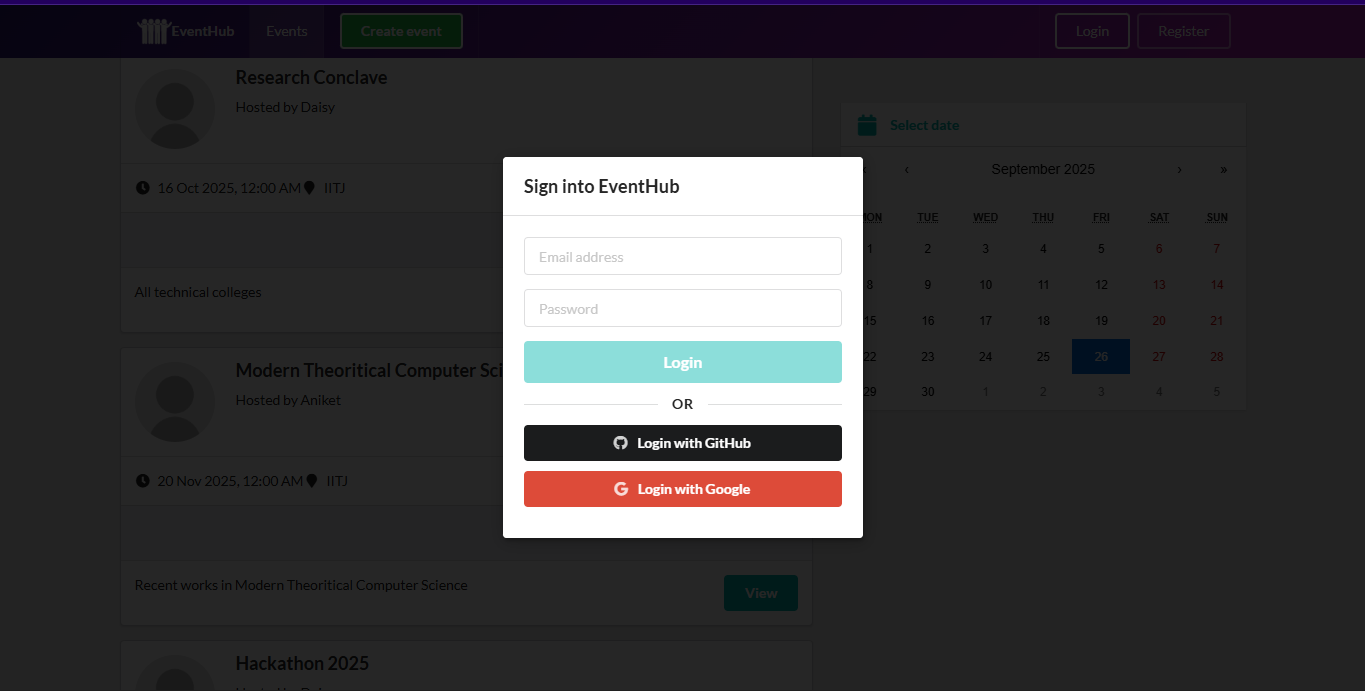 EventHub Events Create event Login Register
Research Conclave
Hosted by Daisy
16 Oct 2025, 12:00 AM IITJ
All technical colleges
Modern Theoritical Computer Sci
Hosted by Aniket
20 Nov 2025, 12:00 AM IITJ
Recent works in Modern Theoritical Computer Science
View
Hackathon 2025
Sign into EventHub
Email address
Password
Login
OR
Login with GitHub
Login with Google
Select date
‹ September 2025 › »
TUE WED THU FRI SAT SUN
1 2 3 4 5 6 7
8 9 10 11 12 13 14
15 16 17 18 19 20 21
22 23 24 25 26 27 28
29 30 1 2 3 4 5